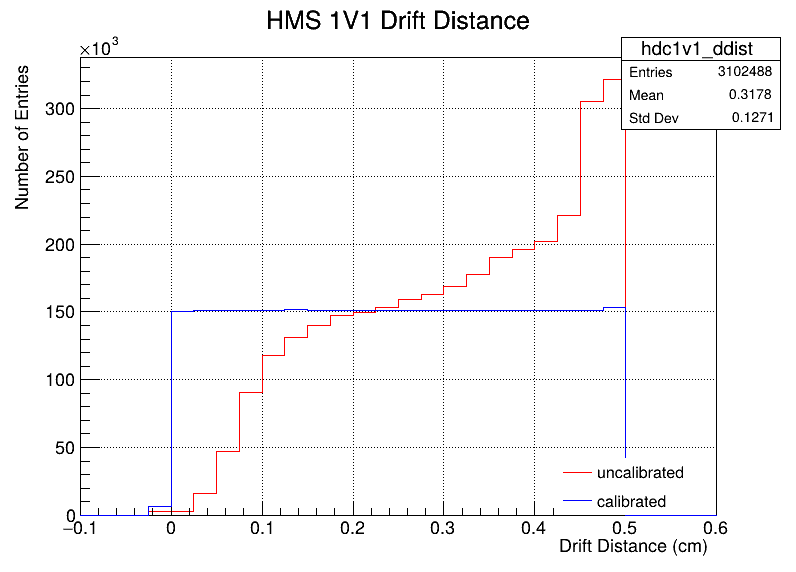 HMS 1V1 Drift Distance
×10³
hdc1v1_ddist
Entries 3102488
Mean 0.3178
Std Dev 0.1271
Number of Entries
300
250
200
150
100
50
0
uncalibrated
calibrated
−0.1 0 0.1 0.2 0.3 0.4 0.5 0.6
Drift Distance (cm)